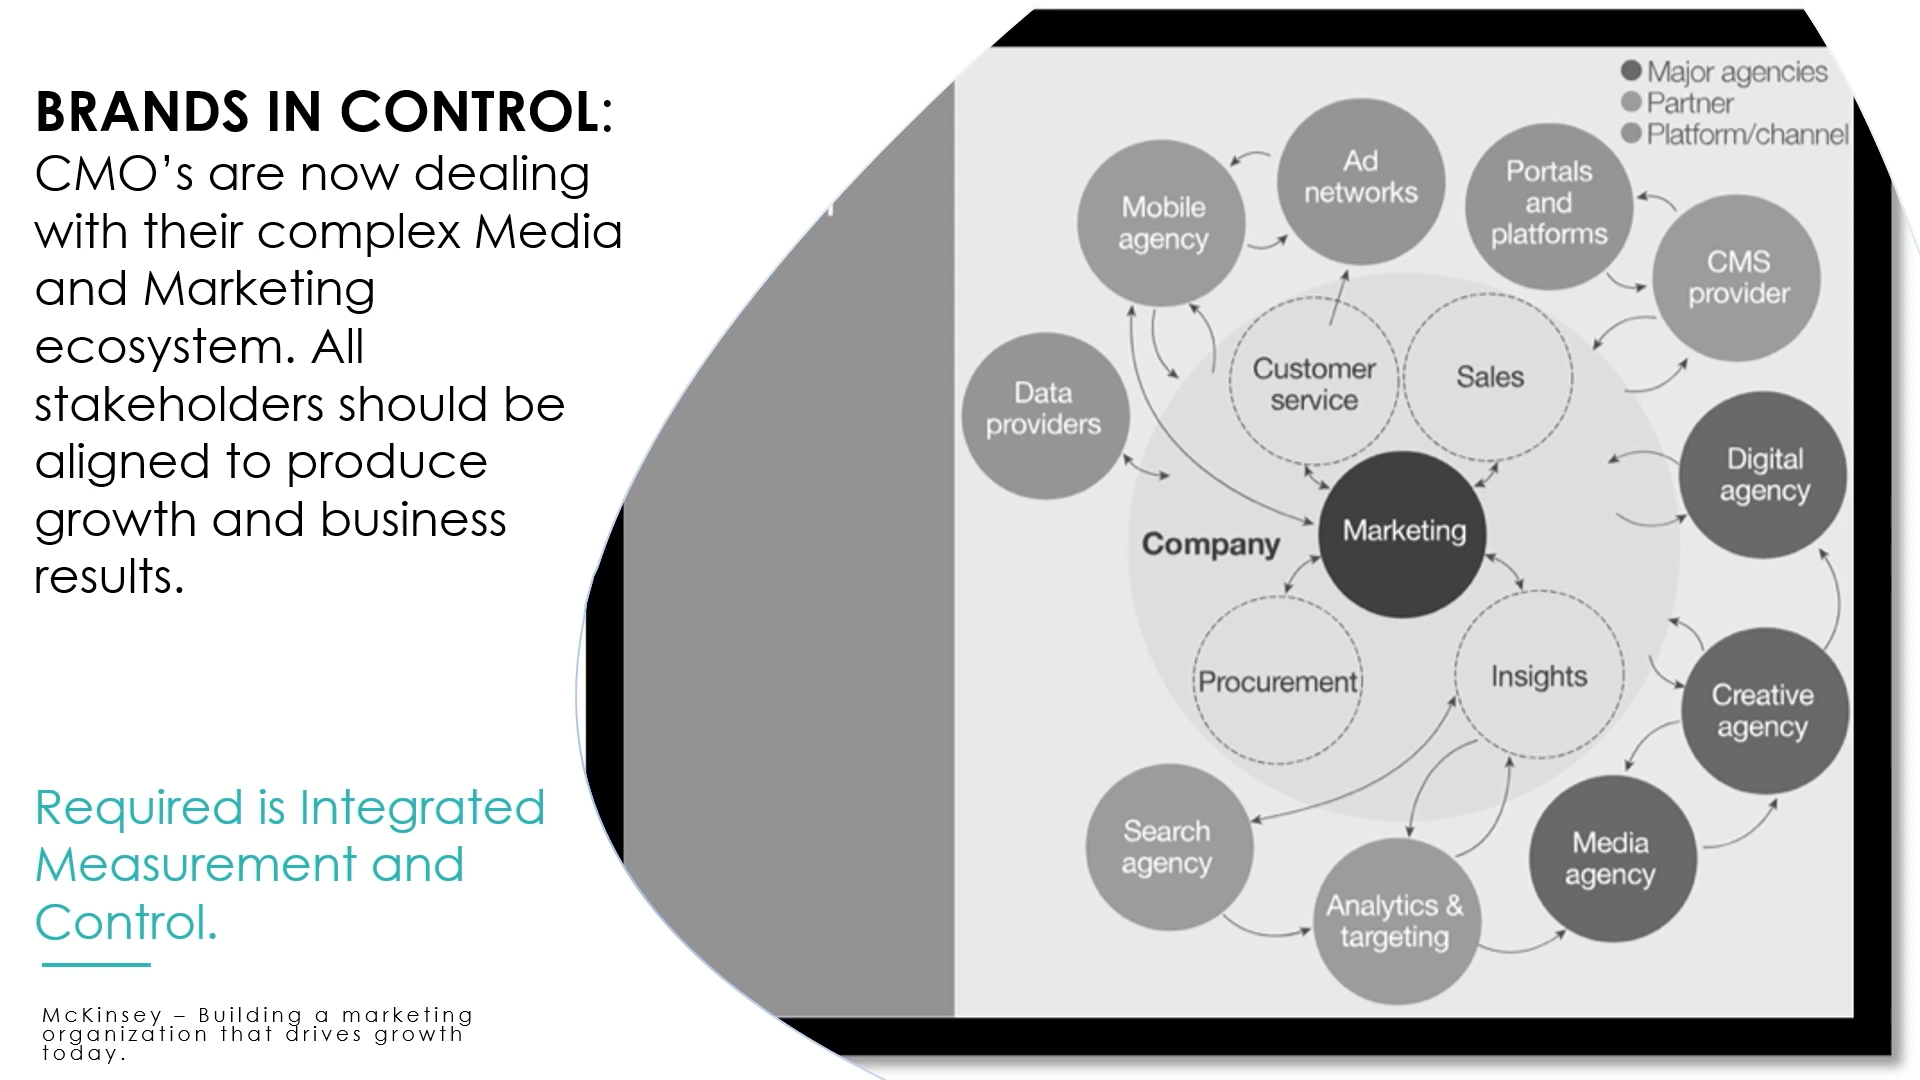 BRANDS IN CONTROL:
CMO’s are now dealing
with their complex Media
and Marketing
ecosystem. All
stakeholders should be
aligned to produce
growth and business
results.
Required is Integrated
Measurement and
Control.
McKinsey – Building a marketing
organization that drives growth
today.
Major agencies
Partner
Platform/channel
Ad
networks
Portals
and
platforms
Mobile
agency
CMS
provider
Customer
service
Sales
Data
providers
Digital
agency
Marketing
Company
Procurement
Insights
Creative
agency
Search
agency
Media
agency
Analytics &
targeting